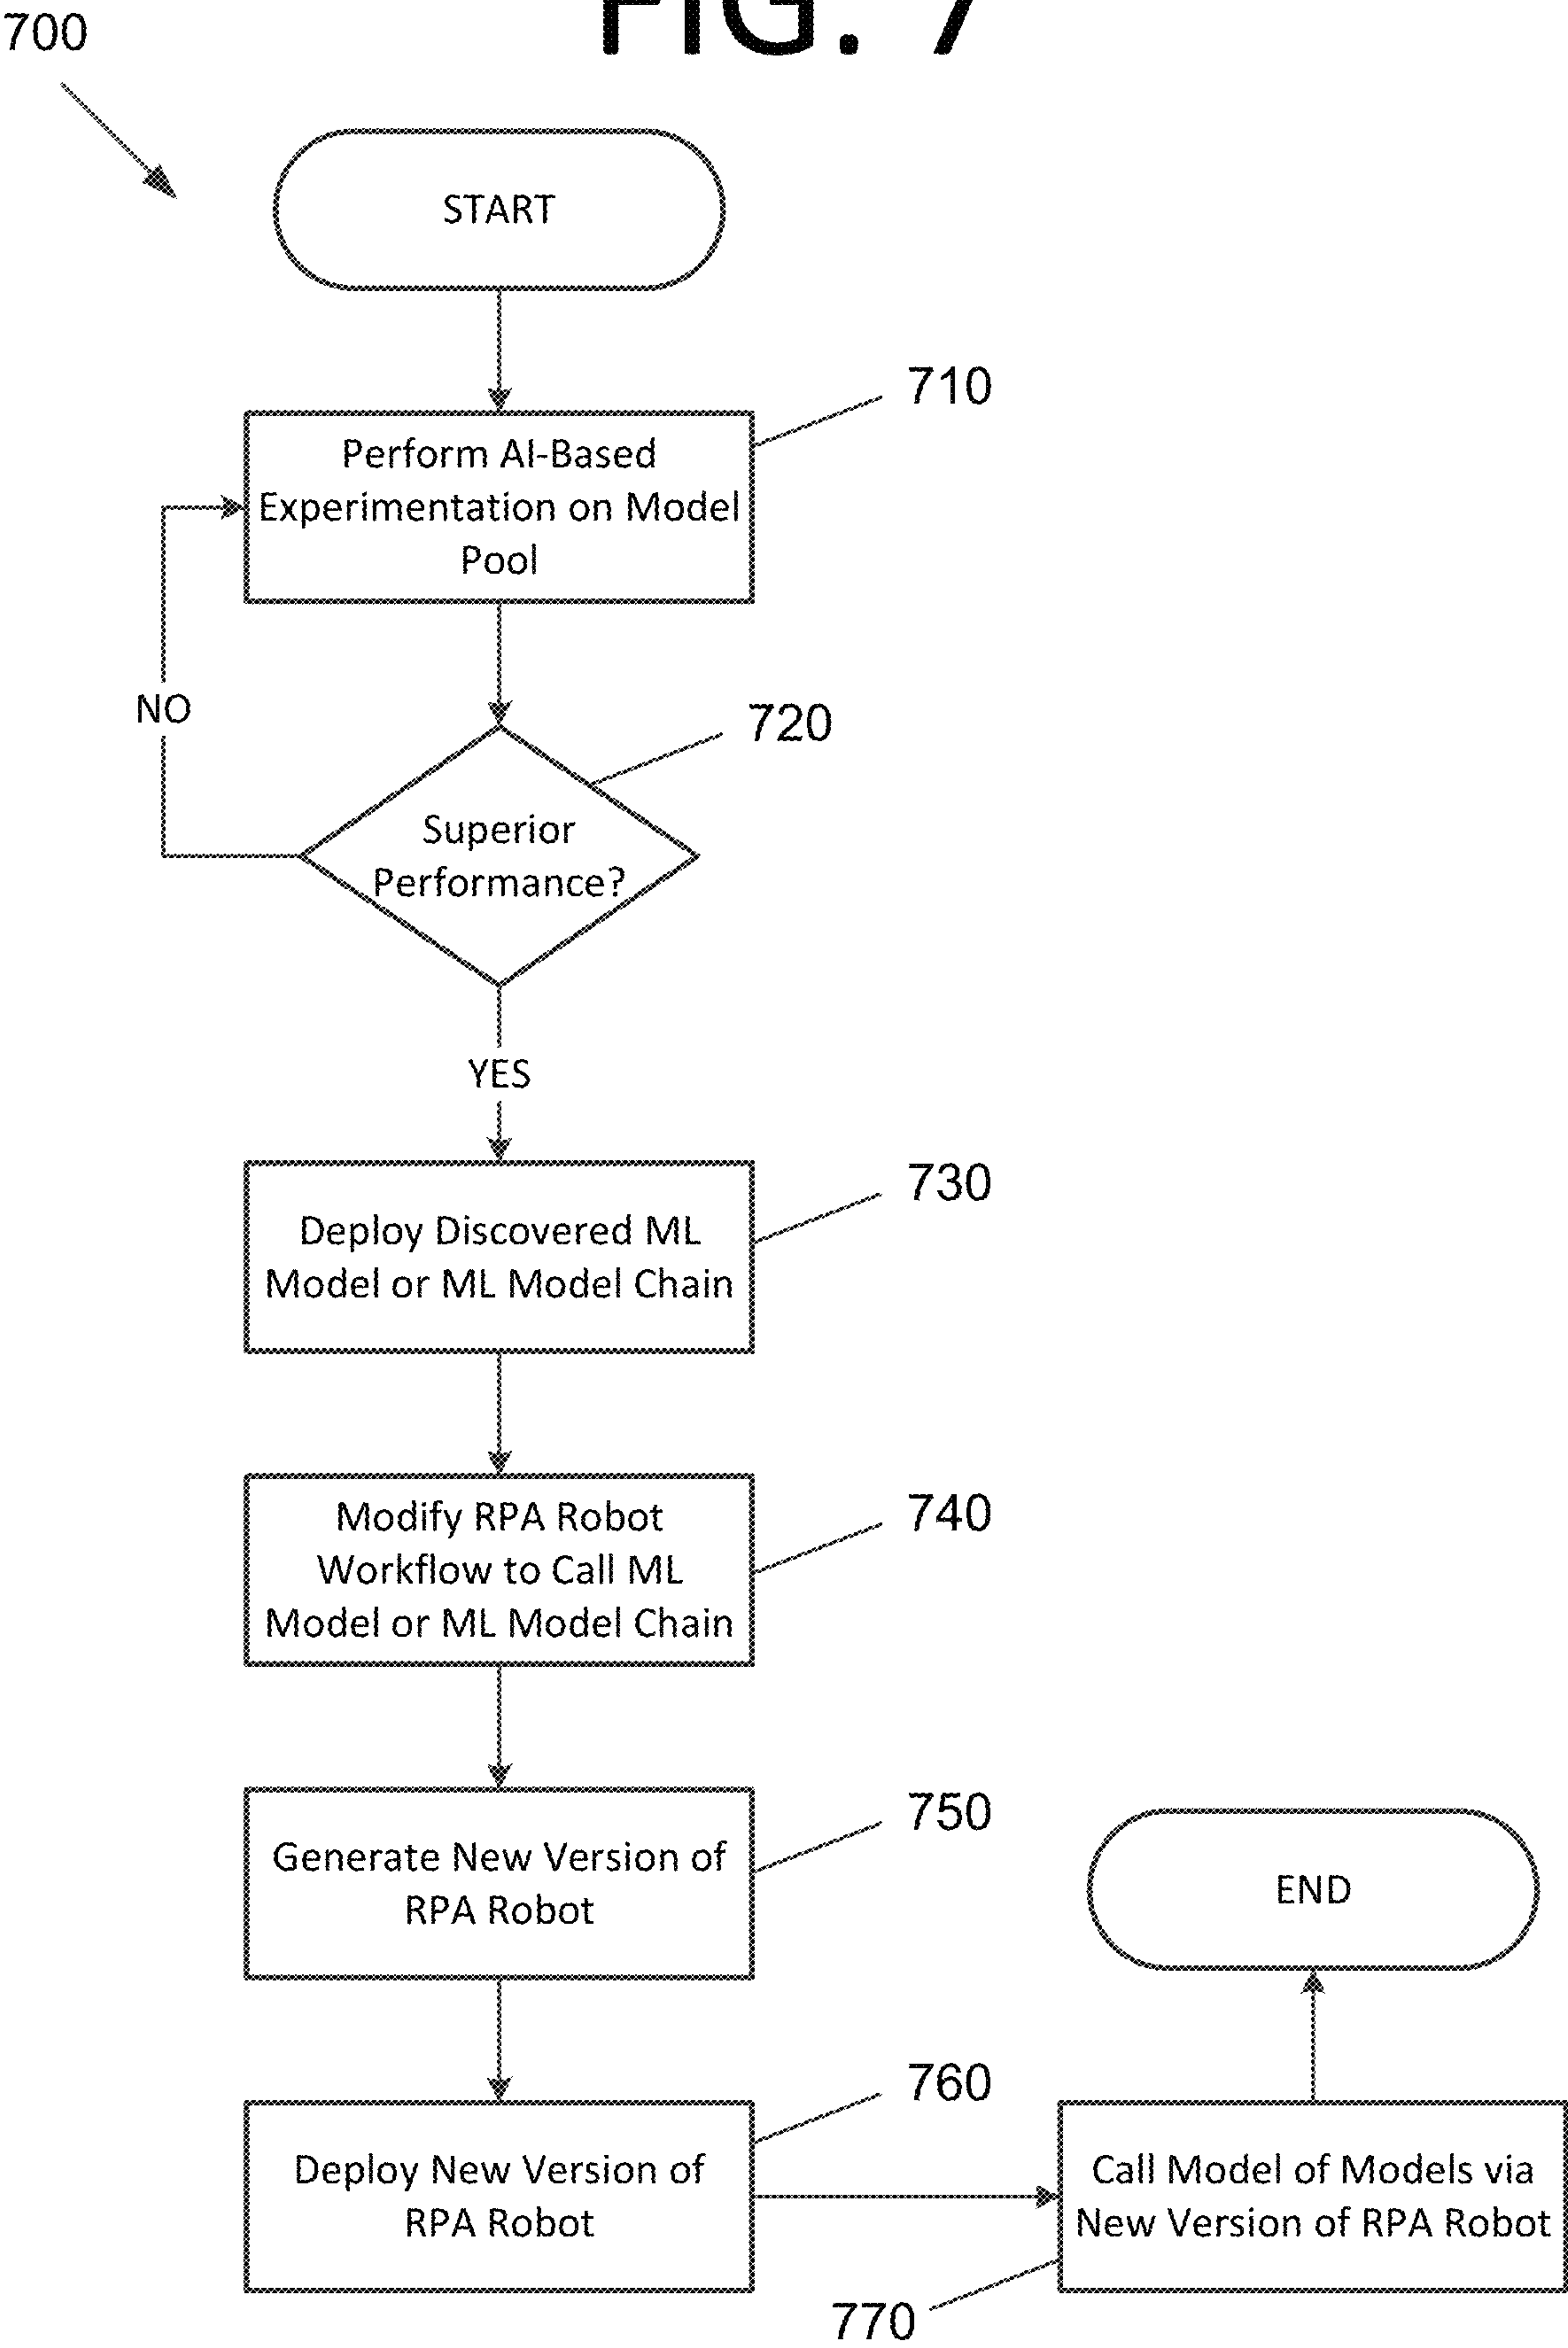 FIG. 7
700
START
710
Perform AI-Based
Experimentation on Model
Pool
NO
720
Superior
Performance?
YES
730
Deploy Discovered ML
Model or ML Model Chain
740
Modify RPA Robot
Workflow to Call ML
Model or ML Model Chain
750
Generate New Version of
RPA Robot
END
760
Deploy New Version of
RPA Robot
Call Model of Models via
New Version of RPA Robot
770